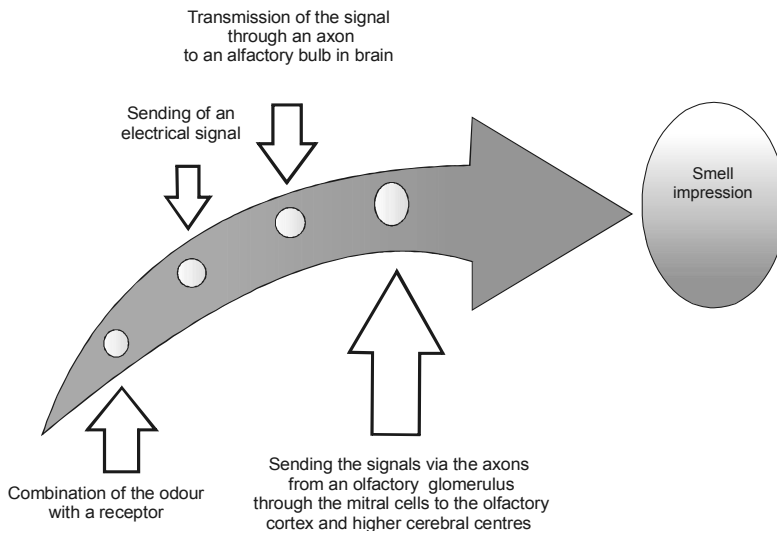 Transmission of the signal
through an axon
to an alfactory bulb in brain
Sending of an
electrical signal
Smell
impression
Combination of the odour
with a receptor
Sending the signals via the axons
from an olfactory glomerulus
through the mitral cells to the olfactory
cortex and higher cerebral centres